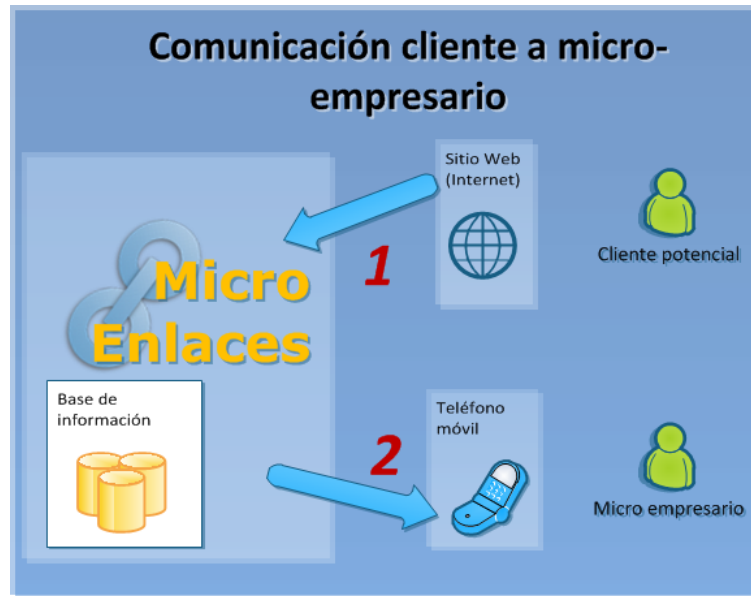 Comunicación cliente a micro-
empresario
Sitio Web
(Internet)
Cliente potencial
1
Micro
Enlaces
Base de
información
Teléfono
móvil
2
Micro empresario